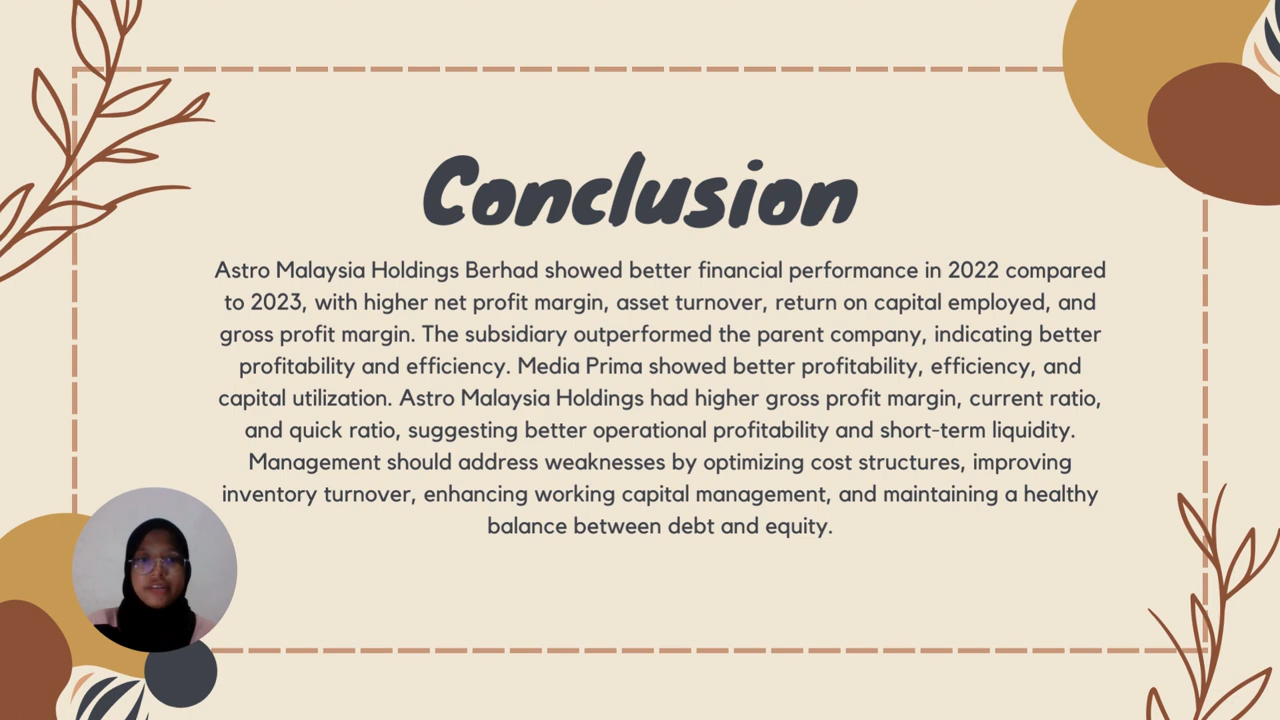 Conclusion
Astro Malaysia Holdings Berhad showed better financial performance in 2022 compared
to 2023, with higher net profit margin, asset turnover, return on capital employed, and
gross profit margin. The subsidiary outperformed the parent company, indicating better
profitability and efficiency. Media Prima showed better profitability, efficiency, and
capital utilization. Astro Malaysia Holdings had higher gross profit margin, current ratio,
and quick ratio, suggesting better operational profitability and short-term liquidity.
Management should address weaknesses by optimizing cost structures, improving
inventory turnover, enhancing working capital management, and maintaining a healthy
balance between debt and equity.